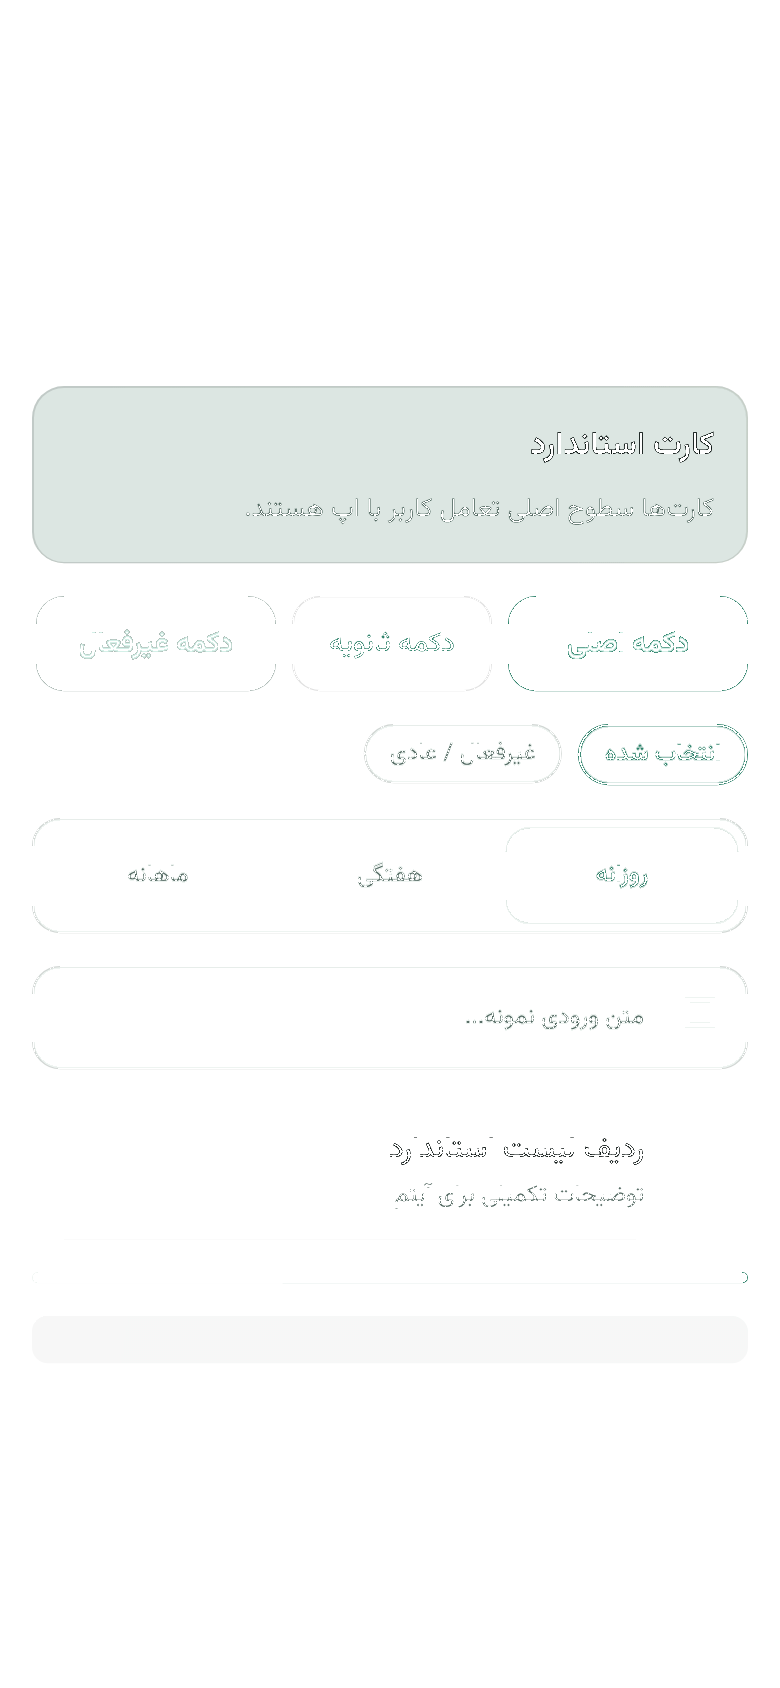 کارت استاندارد
کارت‌ها سطوح اصلی تعامل کاربر با اپ هستند.
دکمه اصلی
دکمه ثانویه
دکمه غیرفعال
انتخاب شده
غیرفعال / عادی
روزانه
هفتگی
ماهانه
متن ورودی نمونه...
ردیف لیست استاندارد
توضیحات تکمیلی برای آیتم